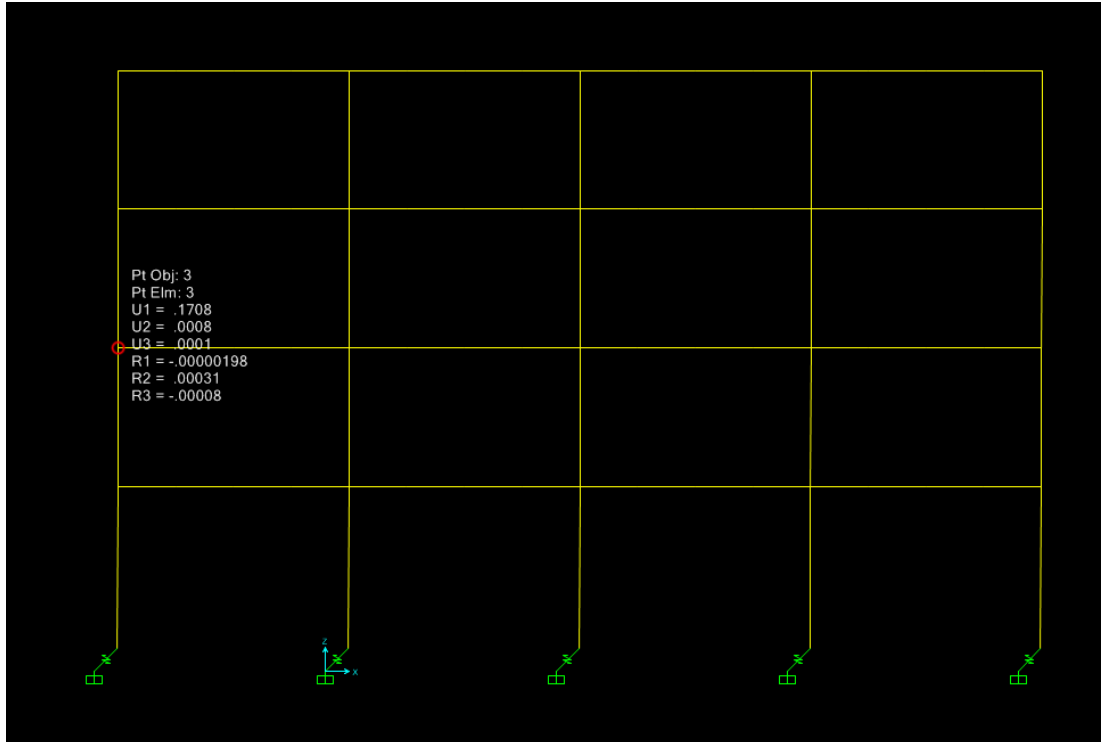 Pt Obj: 3
Pt Elm: 3
U1 = .1708
U2 = .0008
U3 = .0001
R1 = -.00000198
R2 = .00031
R3 = -.00008
Z
X